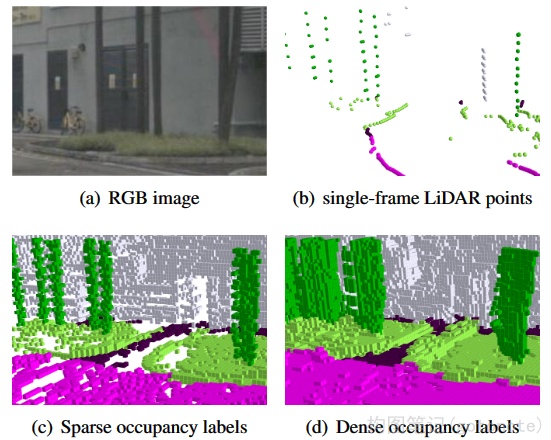 (a) RGB image
(b) single-frame LiDAR points
(c) Sparse occupancy labels
(d) Dense occupancy labels